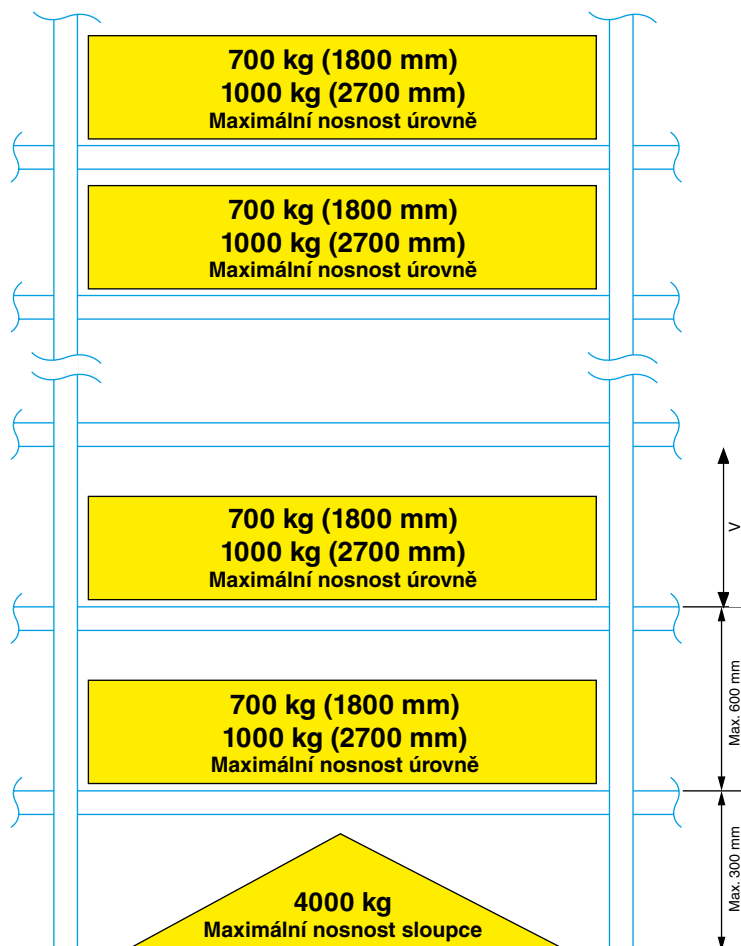 700 kg (1800 mm)
1000 kg (2700 mm)
Maximální nosnost úrovně
700 kg (1800 mm)
1000 kg (2700 mm)
Maximální nosnost úrovně
700 kg (1800 mm)
1000 kg (2700 mm)
Maximální nosnost úrovně
V
700 kg (1800 mm)
1000 kg (2700 mm)
Maximální nosnost úrovně
Max. 600 mm
4000 kg
Maximální nosnost sloupce
Max. 300 mm